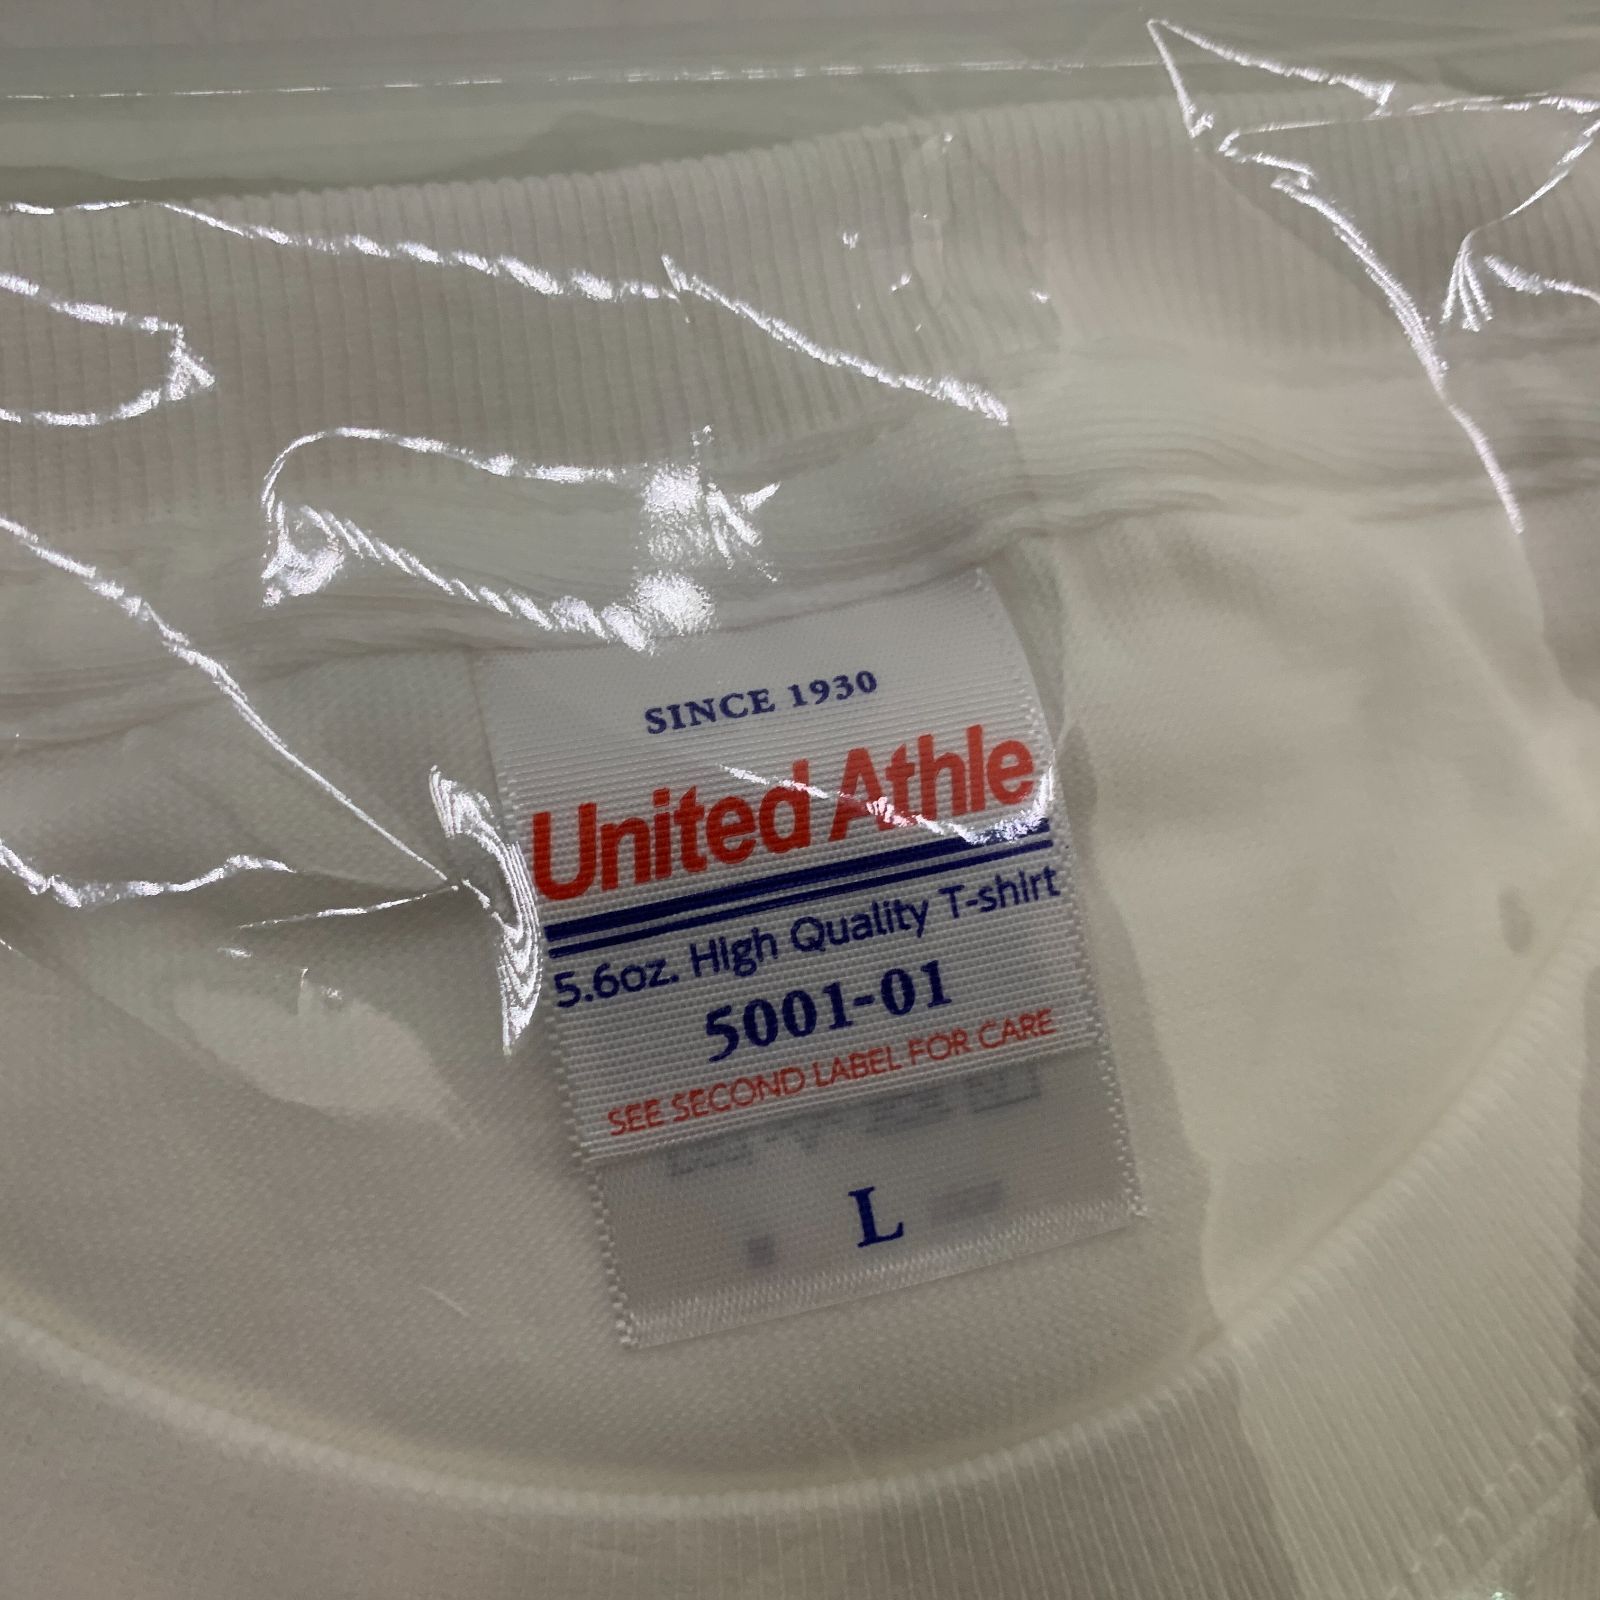 SINCE 1930
United Athle
5.6oz. High Quality T-shirt
5001-01
SEE SECOND LABEL FOR CARE
L